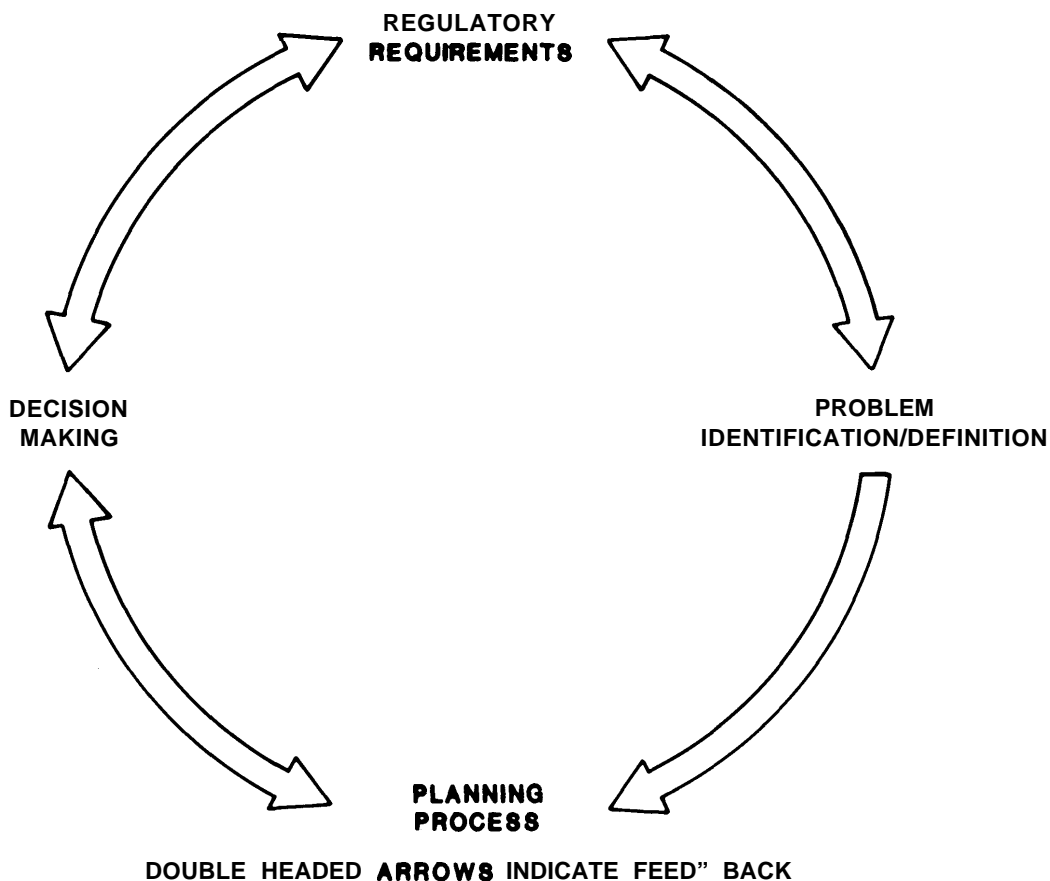 REGULATORY
REQUIREMENTS
DECISION
MAKING
PROBLEM
IDENTIFICATION/DEFINITION
PLANNING
PROCESS
DOUBLE HEADED ARROWS INDICATE FEED” BACK